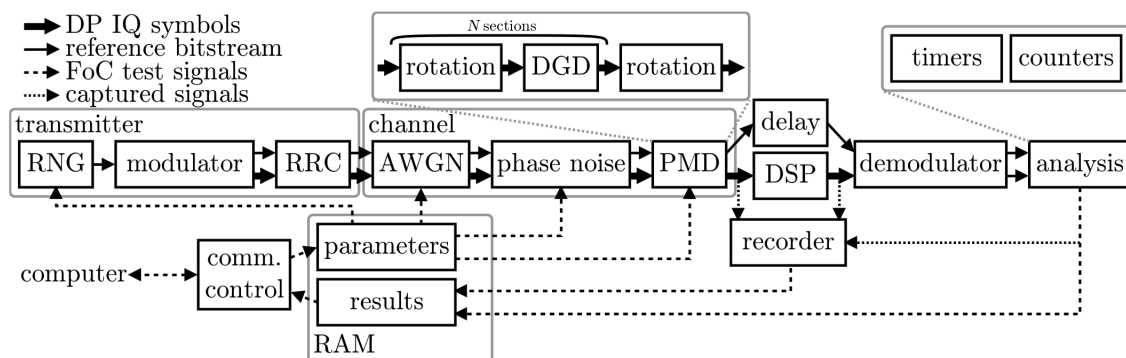 DP IQ symbols
reference bitstream
FoC test signals
captured signals
N sections
rotation
DGD
rotation
timers
counters
transmitter
RNG
modulator
RRC
channel
AWGN
phase noise
PMD
delay
DSP
demodulator
analysis
computer
comm.
control
parameters
results
RAM
recorder